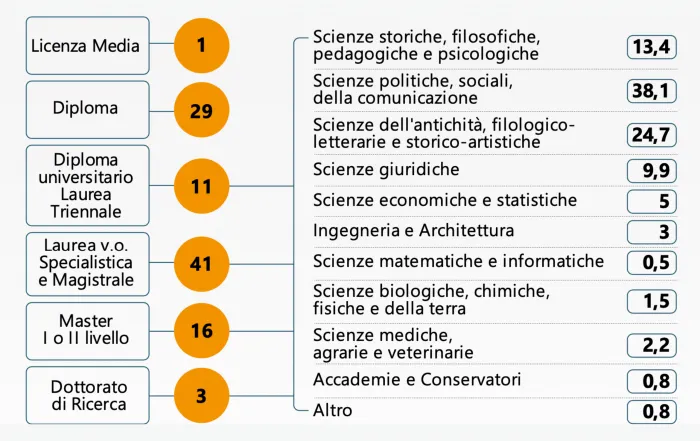 Licenza Media
1
Diploma
29
Diploma
universitario
Laurea
Triennale
11
Laurea v.o.
Specialistica
e Magistrale
41
Master
I o II livello
16
Dottorato
di Ricerca
3
Scienze storiche, filosofiche,
pedagogiche e psicologiche
13,4
Scienze politiche, sociali,
della comunicazione
38,1
Scienze dell'antichità, filologico-
letterarie e storico-artistiche
24,7
Scienze giuridiche
9,9
Scienze economiche e statistiche
5
Ingegneria e Architettura
3
Scienze matematiche e informatiche
0,5
Scienze biologiche, chimiche,
fisiche e della terra
1,5
Scienze mediche,
agrarie e veterinarie
2,2
Accademie e Conservatori
0,8
Altro
0,8